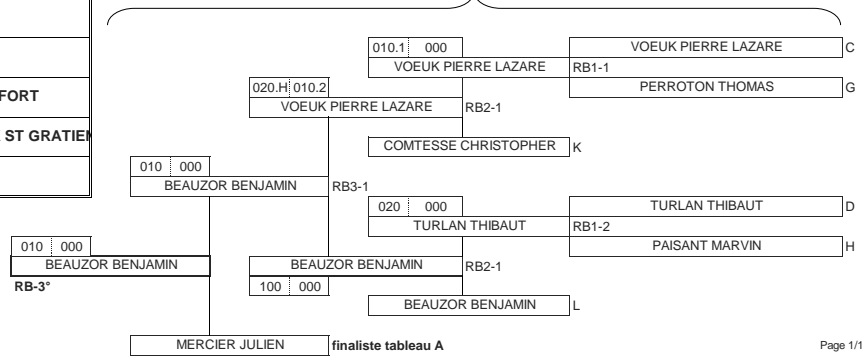 010.1 000 VOEUK PIERRE LAZARE C
VOEUK PIERRE LAZARE RB1-1
020.H 010.2 PERROTON THOMAS G
FORT
VOEUK PIERRE LAZARE RB2-1
ST GRATIEN
COMTESSE CHRISTOPHER K
010 000
BEAUZOR BENJAMIN RB3-1
020 000 TURLAN THIBAUT D
TURLAN THIBAUT RB1-2
010 000 PAISANT MARVIN H
BEAUZOR BENJAMIN BEAUZOR BENJAMIN RB2-1
RB-3° 100 000
BEAUZOR BENJAMIN L
MERCIER JULIEN finaliste tableau A
Page 1/1